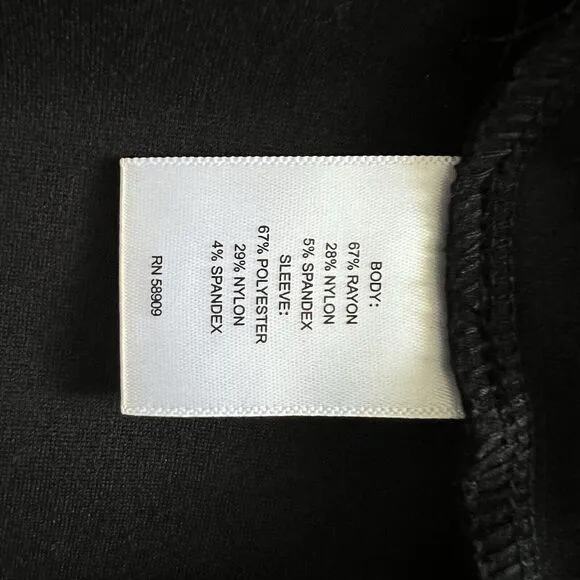 BODY:
67% RAYON
28% NYLON
5% SPANDEX
SLEEVE:
67% POLYESTER
29% NYLON
4% SPANDEX
RN 58909